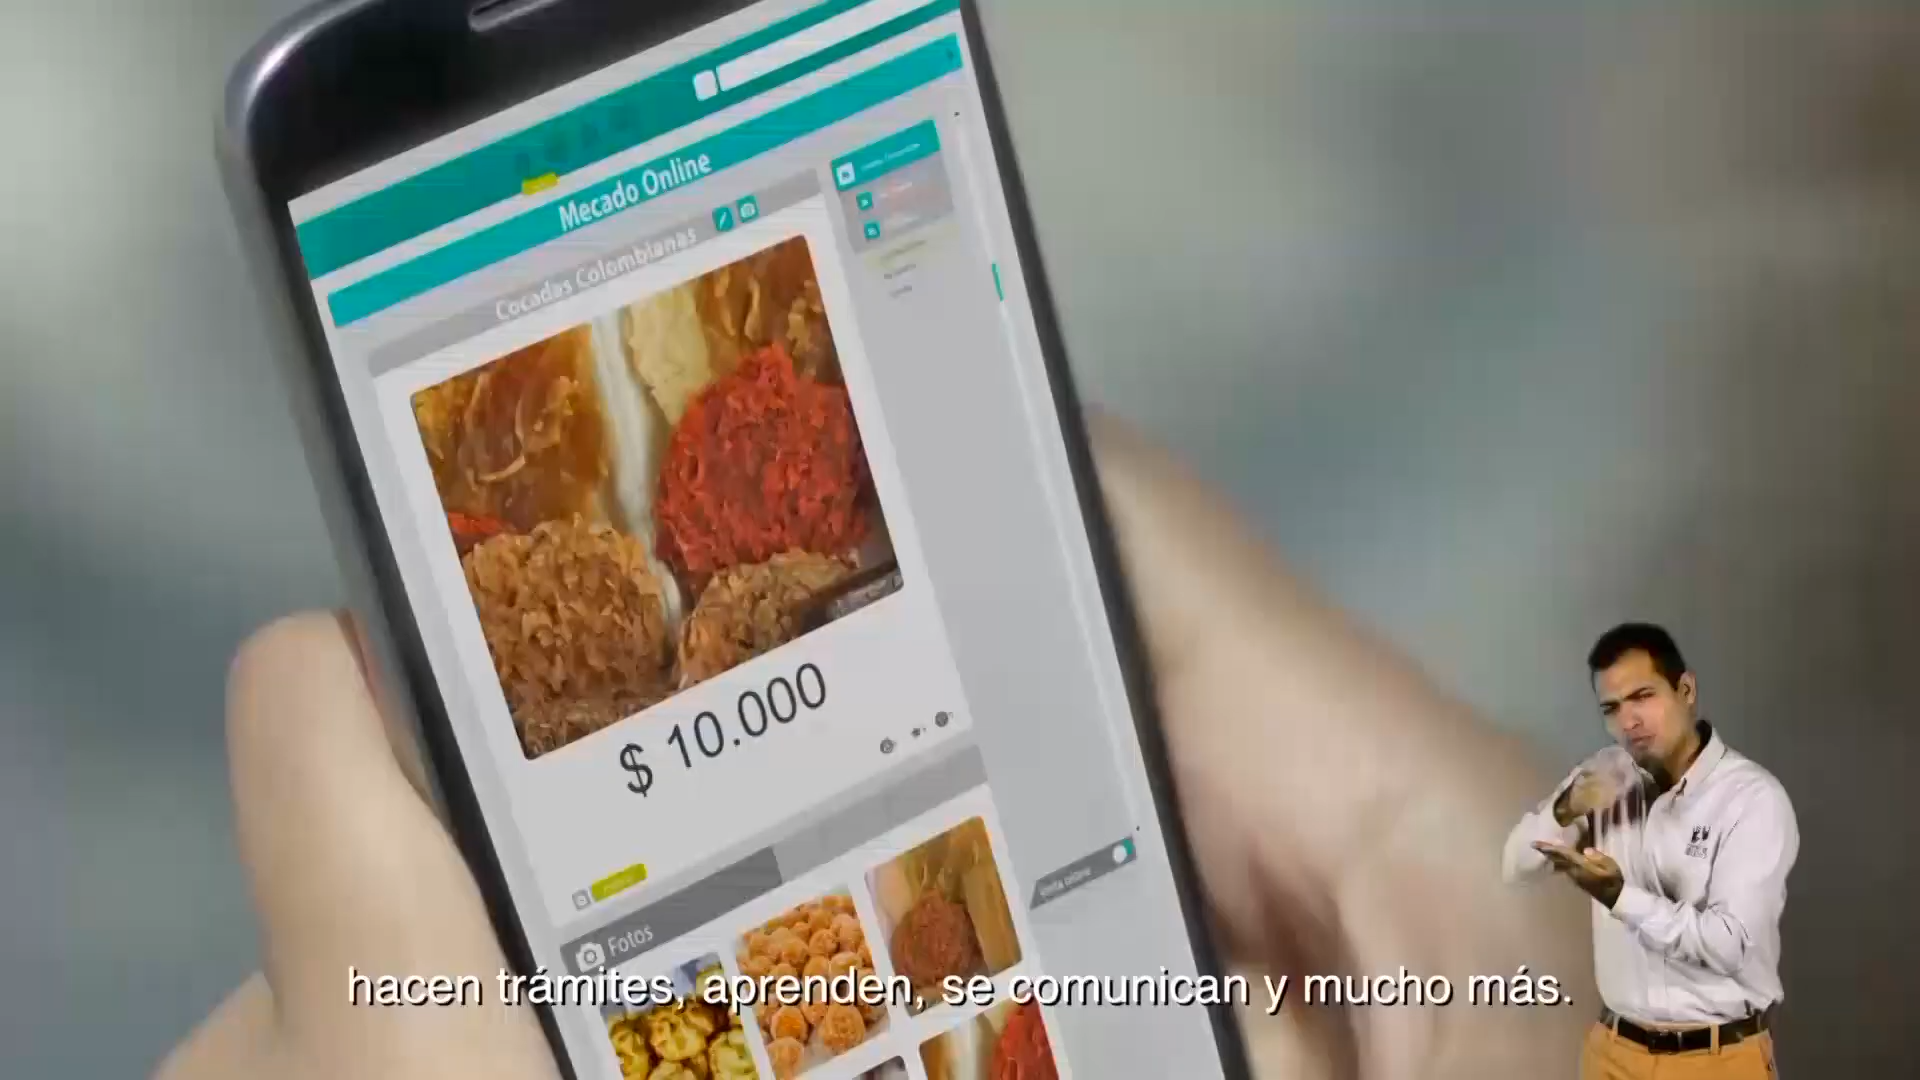 Mecado Online
Cocadas Colombianas
$ 10.000
Fotos
hacen trámites, aprenden, se comunican y mucho más.